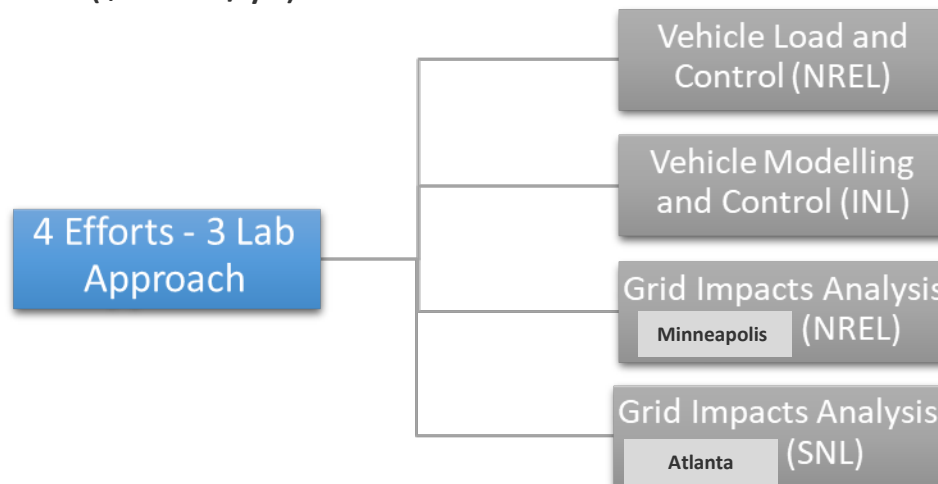 Vehicle Load and
Control (NREL)
Vehicle Modelling
and Control (INL)
4 Efforts - 3 Lab
Approach
Grid Impacts Analysis
Minneapolis (NREL)
Grid Impacts Analysis
Atlanta (SNL)